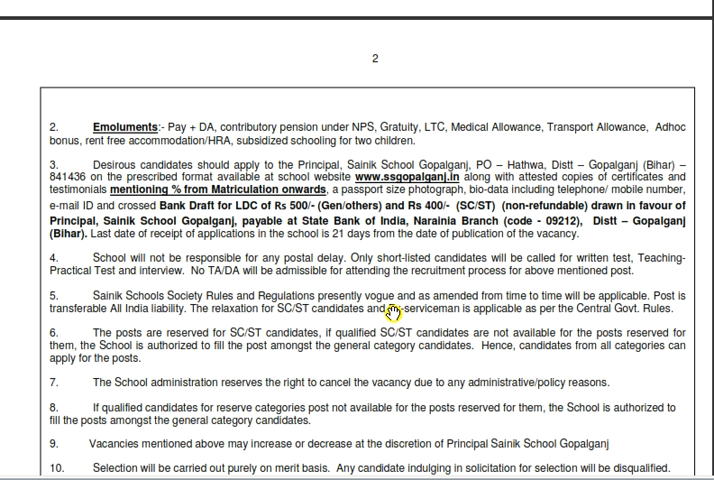 2
2. Emoluments:- Pay + DA, contributory pension under NPS, Gratuity, LTC, Medical Allowance, Transport Allowance, Adhoc
bonus, rent free accommodation/HRA, subsidized schooling for two children.
3. Desirous candidates should apply to the Principal, Sainik School Gopalganj, PO – Hathwa, Distt – Gopalganj (Bihar) –
841436 on the prescribed format available at school website www.ssgopalganj.in along with attested copies of certificates and
testimonials mentioning % from Matriculation onwards, a passport size photograph, bio-data including telephone/ mobile number,
e-mail ID and crossed Bank Draft for LDC of Rs 500/- (Gen/others) and Rs 400/- (SC/ST) (non-refundable) drawn in favour of
Principal, Sainik School Gopalganj, payable at State Bank of India, Narainia Branch (code - 09212), Distt – Gopalganj
(Bihar). Last date of receipt of applications in the school is 21 days from the date of publication of the vacancy.
4. School will not be responsible for any postal delay. Only short-listed candidates will be called for written test, Teaching-
Practical Test and interview. No TA/DA will be admissible for attending the recruitment process for above mentioned post.
5. Sainik Schools Society Rules and Regulations presently vogue and as amended from time to time will be applicable. Post is
transferable All India liability. The relaxation for SC/ST candidates and -serviceman is applicable as per the Central Govt. Rules.
6. The posts are reserved for SC/ST candidates, if qualified SC/ST candidates are not available for the posts reserved for
them, the School is authorized to fill the post amongst the general category candidates. Hence, candidates from all categories can
apply for the posts.
7. The School administration reserves the right to cancel the vacancy due to any administrative/policy reasons.
8. If qualified candidates for reserve categories post not available for the posts reserved for them, the School is authorized to
fill the posts amongst the general category candidates.
9. Vacancies mentioned above may increase or decrease at the discretion of Principal Sainik School Gopalganj
10. Selection will be carried out purely on merit basis. Any candidate indulging in solicitation for selection will be disqualified.